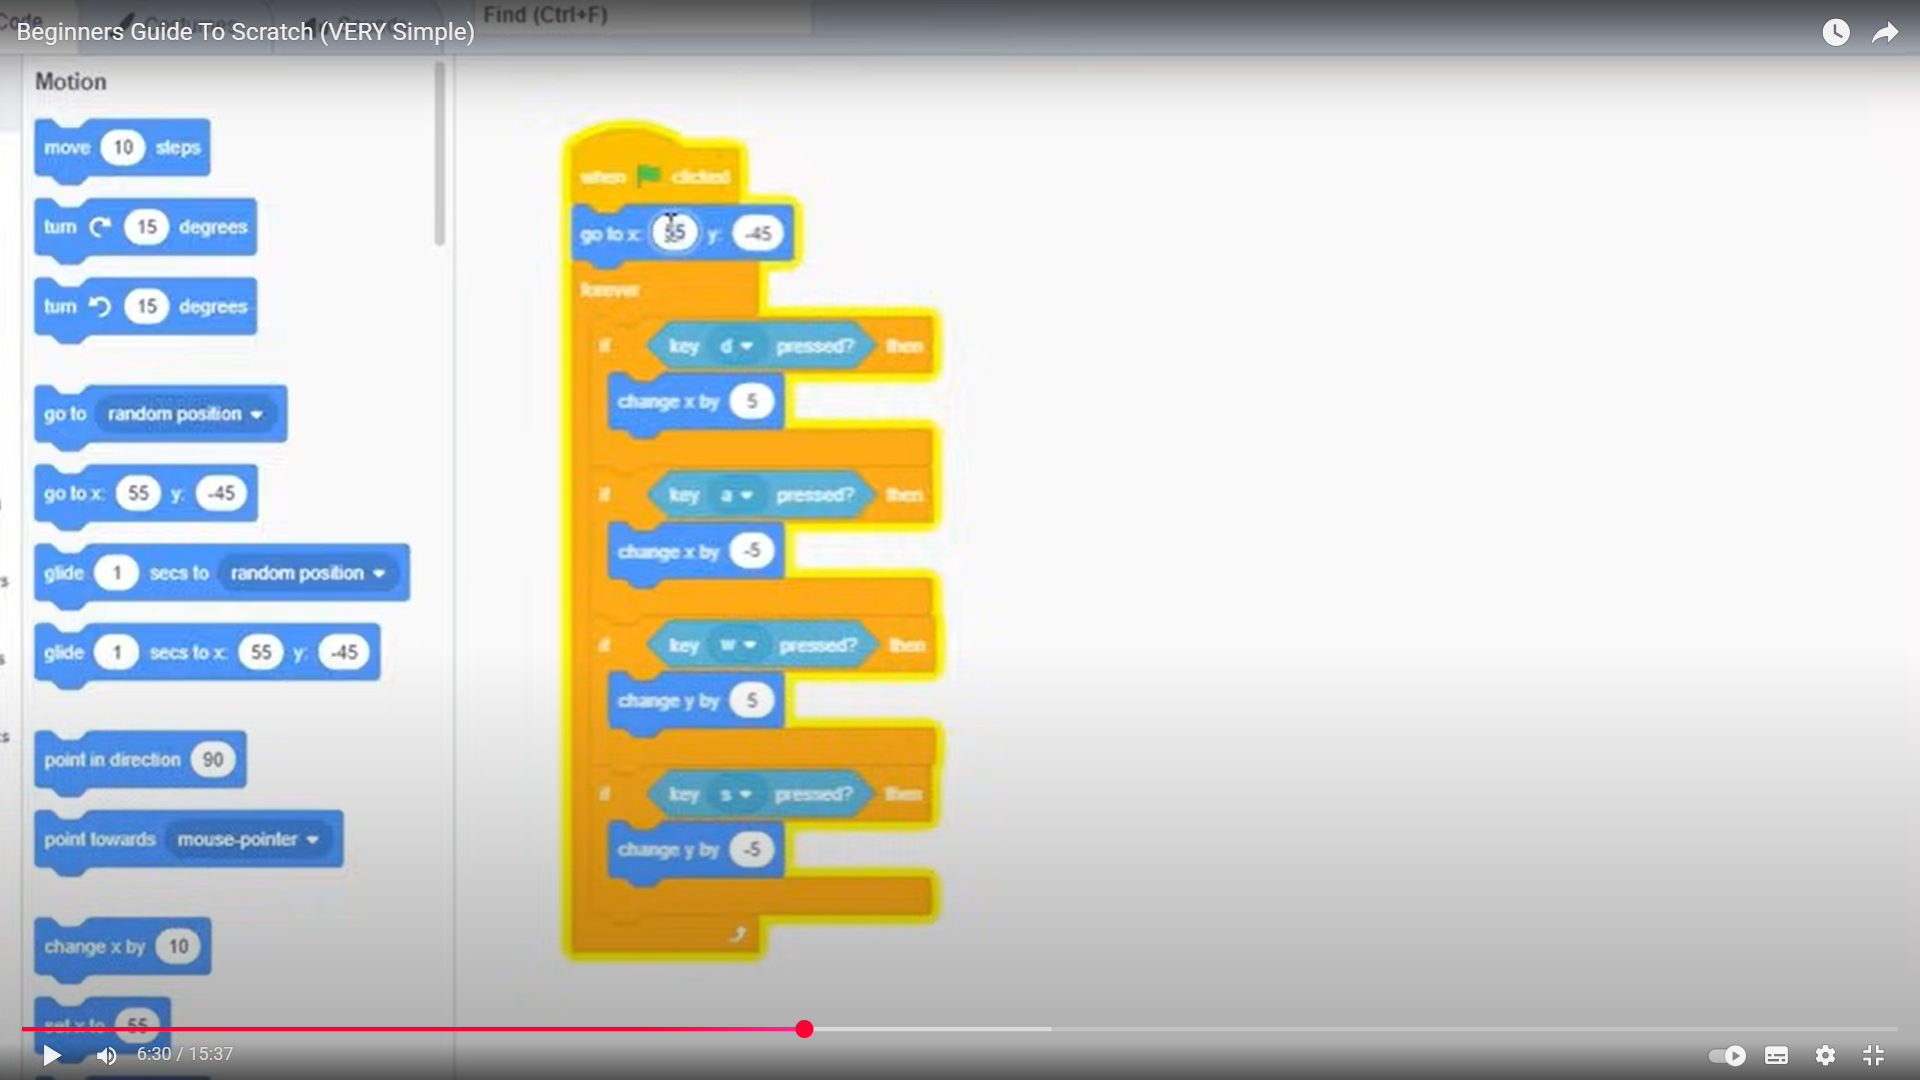 Code
Costumes
Find (Ctrl+F)
Beginners Guide To Scratch (VERY Simple)
Motion
move 10 steps
turn 15 degrees
turn 15 degrees
go to random position
go to x: 55 y: -45
glide 1 secs to random position
glide 1 secs to x: 55 y: -45
point in direction 90
point towards mouse-pointer
change x by 10
set x to 55
when clicked
go to x: 55 y: -45
forever
if key d pressed? then
change x by 5
if key a pressed? then
change x by -5
if key w pressed? then
change y by 5
if key s pressed? then
change y by -5
6:30 / 15:37